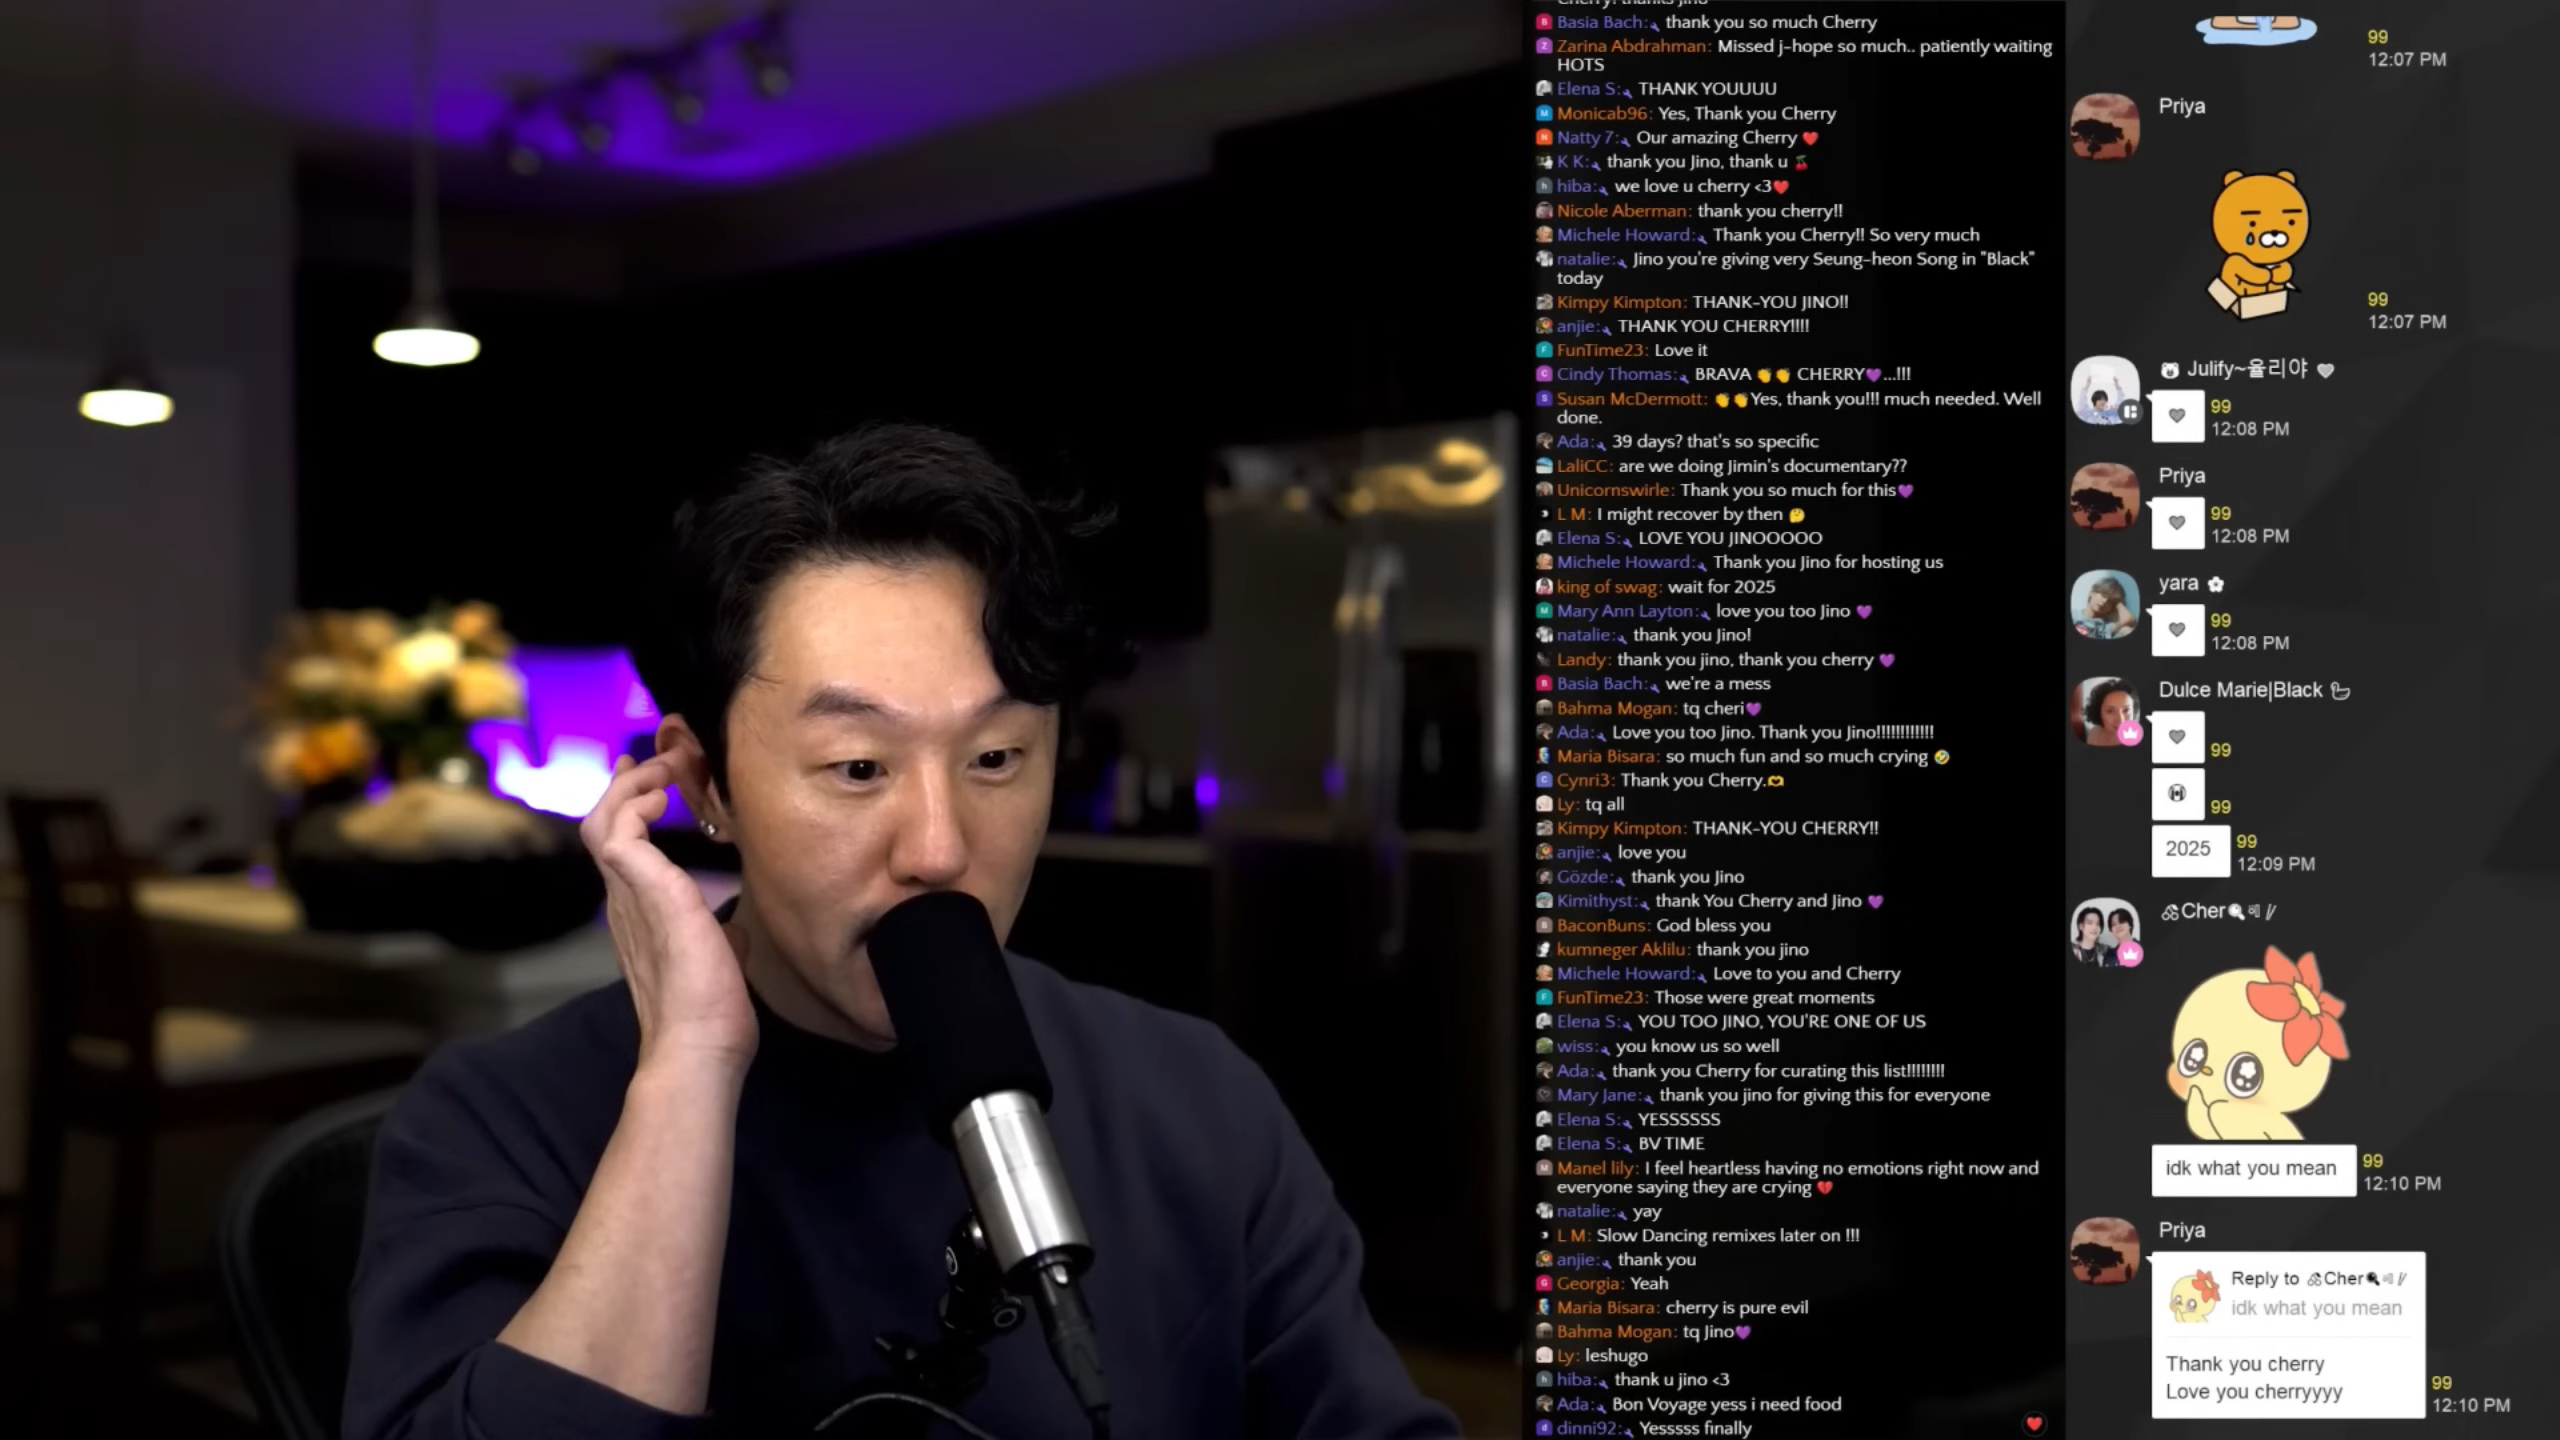 Cherry! thanks Jino
Basia Bach: thank you so much Cherry
Zarina Abdrahman: Missed j-hope so much.. patiently waiting
HOTS
Elena S: THANK YOUUUU
Monicab96: Yes, Thank you Cherry
Natty 7: Our amazing Cherry ❤️
K K: thank you Jino, thank u 🍒
hiba: we love u cherry <3❤️
Nicole Aberman: thank you cherry!!
Michele Howard: Thank you Cherry!! So very much
natalie: Jino you're giving very Seung-heon Song in "Black"
today
Kimpy Kimpton: THANK-YOU JINO!!
anjie: THANK YOU CHERRY!!!!
FunTime23: Love it
Cindy Thomas: BRAVA 👏👏 CHERRY💜...!!!
Susan McDermott: 👏👏Yes, thank you!!! much needed. Well
done.
Ada: 39 days? that's so specific
LaliCC: are we doing Jimin's documentary??
Unicornswirle: Thank you so much for this💜
L M: I might recover by then 🤔
Elena S: LOVE YOU JINOOOOO
Michele Howard: Thank you Jino for hosting us
king of swag: wait for 2025
Mary Ann Layton: love you too Jino 💜
natalie: thank you Jino!
Landy: thank you jino, thank you cherry 💜
Basia Bach: we're a mess
Bahma Mogan: tq cheri💜
Ada: Love you too Jino. Thank you Jino!!!!!!!!!!!!
Maria Bisara: so much fun and so much crying 🤣
Cynri3: Thank you Cherry.🫶
Ly: tq all
Kimpy Kimpton: THANK-YOU CHERRY!!
anjie: love you
Gözde: thank you Jino
Kimithyst: thank You Cherry and Jino 💜
BaconBuns: God bless you
kumneger Aklilu: thank you jino
Michele Howard: Love to you and Cherry
FunTime23: Those were great moments
Elena S: YOU TOO JINO, YOU'RE ONE OF US
wiss: you know us so well
Ada: thank you Cherry for curating this list!!!!!!!!
Mary Jane: thank you jino for giving this for everyone
Elena S: YESSSSSS
Elena S: BV TIME
Manel lily: I feel heartless having no emotions right now and
everyone saying they are crying 💔
natalie: yay
L M: Slow Dancing remixes later on !!!
anjie: thank you
Georgia: Yeah
Maria Bisara: cherry is pure evil
Bahma Mogan: tq Jino💜
Ly: leshugo
hiba: thank u jino <3
Ada: Bon Voyage yess i need food
dinni92: Yesssss finally
99
12:07 PM
Priya
99
12:07 PM
Julify~율리야
99
12:08 PM
Priya
99
12:08 PM
yara
99
12:08 PM
Dulce Marie|Black
99
99
2025
99
12:09 PM
Cher
idk what you mean
99
12:10 PM
Priya
Reply to Cher
idk what you mean
Thank you cherry
Love you cherryyyy
99
12:10 PM